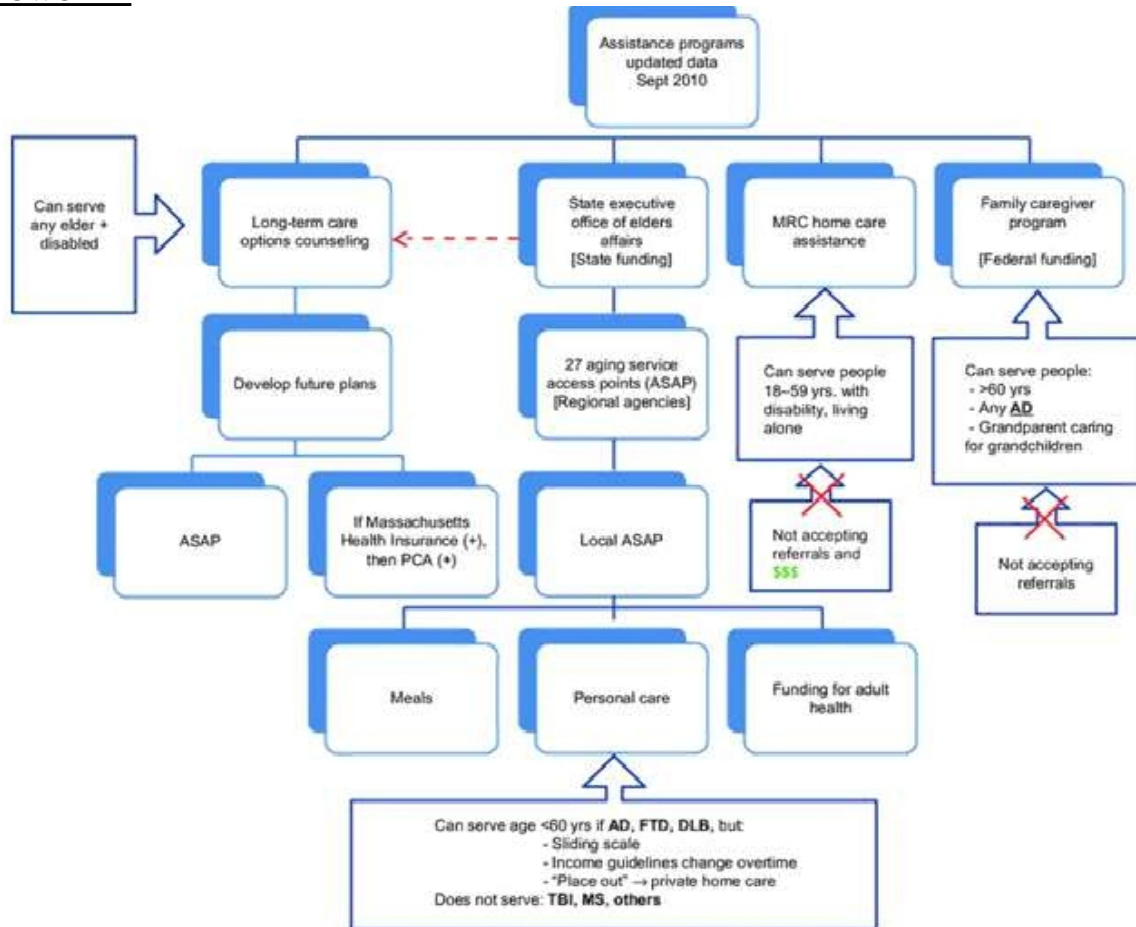 Assistance programs
updated data
Sept 2010
Can serve
any elder +
disabled
Long-term care
options counseling
State executive
office of elders
affairs
[State funding]
MRC home care
assistance
Family caregiver
program
[Federal funding]
Develop future plans
27 aging service
access points (ASAP)
[Regional agencies]
Can serve people
18–59 yrs. with
disability, living
alone
Can serve people:
- >60 yrs
- Any AD
- Grandparent caring
for grandchildren
ASAP
If Massachusetts
Health Insurance (+),
then PCA (+)
Local ASAP
Not accepting
referrals and
$$$
Not accepting
referrals
Meals
Personal care
Funding for adult
health
Can serve age <60 yrs if AD, FTD, DLB, but:
- Sliding scale
- Income guidelines change overtime
- "Place out" → private home care
Does not serve: TBI, MS, others